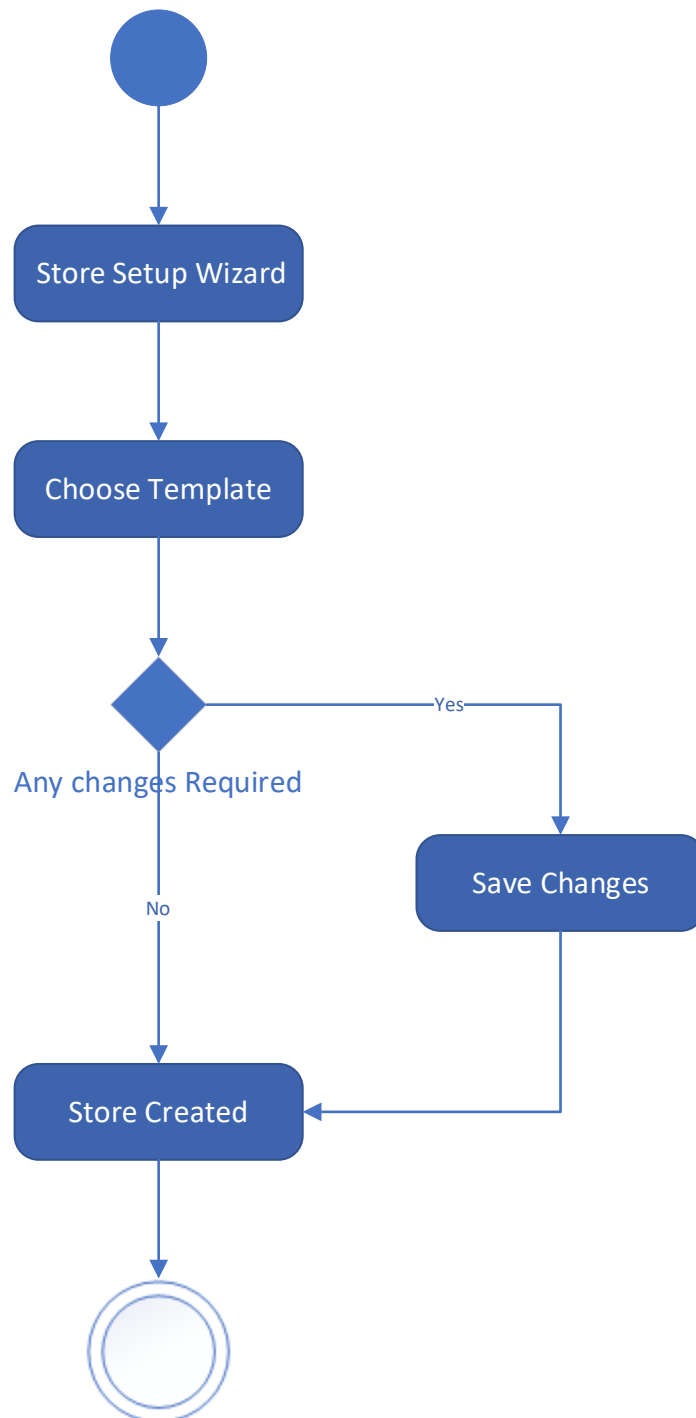 Store Setup Wizard
Choose Template
Yes
Any changes Required
Save Changes
No
Store Created